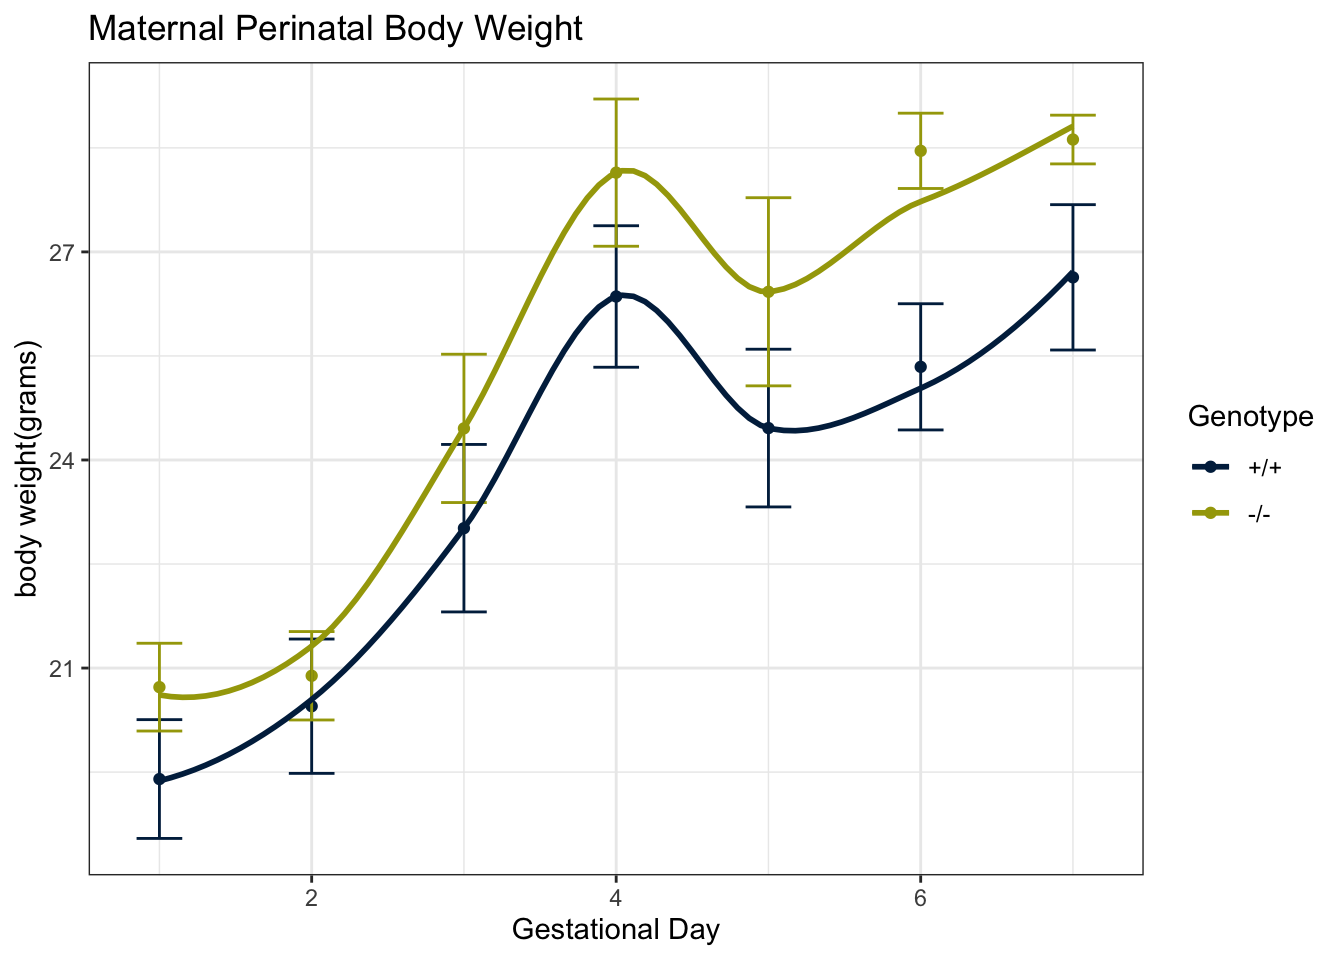 Maternal Perinatal Body Weight
27
24
21
body weight(grams)
2 4 6
Gestational Day
Genotype
+/+
-/-